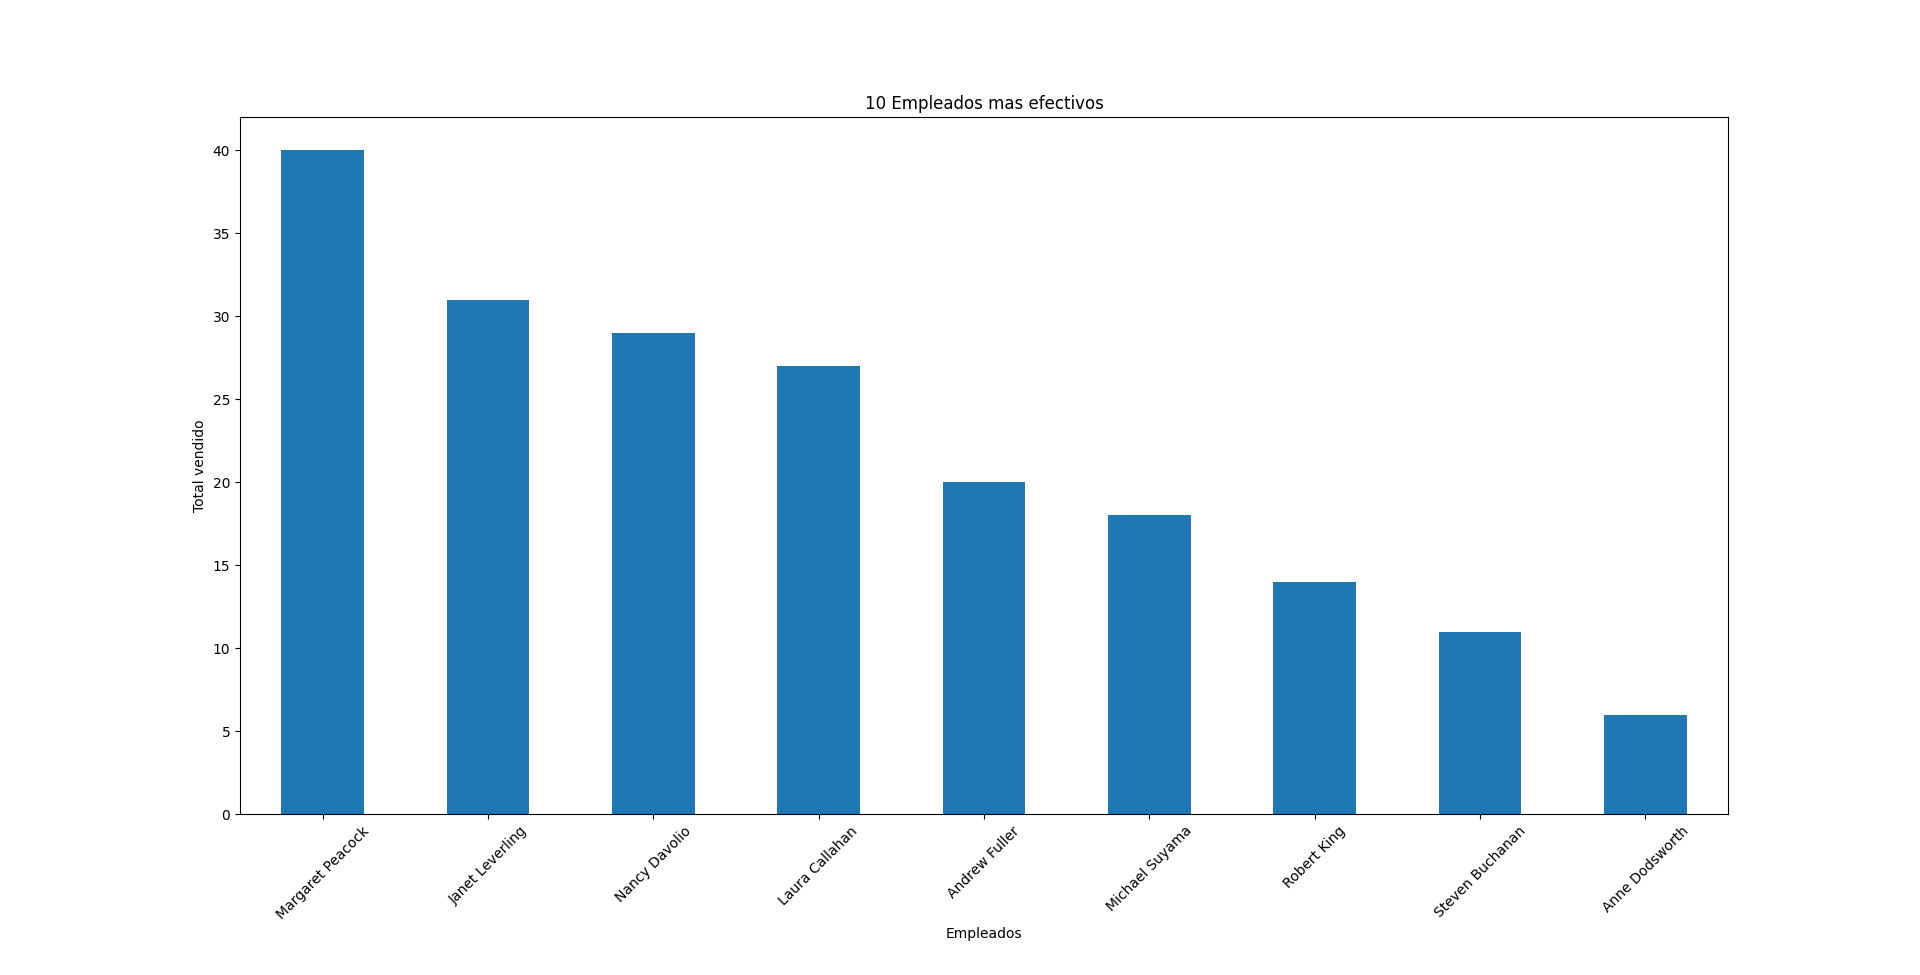 10 Empleados mas efectivos
Total vendido
40
35
30
25
20
15
10
5
0
Margaret Peacock
Janet Leverling
Nancy Davolio
Laura Callahan
Andrew Fuller
Michael Suyama
Robert King
Steven Buchanan
Anne Dodsworth
Empleados